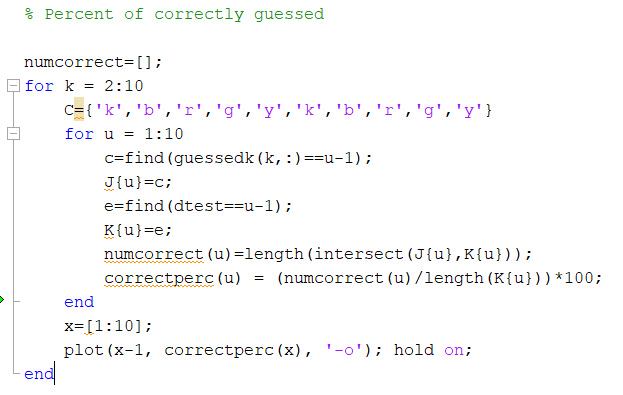 % Percent of correctly guessed
numcorrect=[];
for k = 2:10
C={'k','b','r','g','y','k','b','r','g','y'}
for u = 1:10
c=find(guessedk(k,:)==u-1);
J{u}=c;
e=find(dtest==u-1);
K{u}=e;
numcorrect(u)=length(intersect(J{u},K{u}));
correctperc(u) = (numcorrect(u)/length(K{u}))*100;
end
x=[1:10];
plot(x-1, correctperc(x), '-o'); hold on;
end